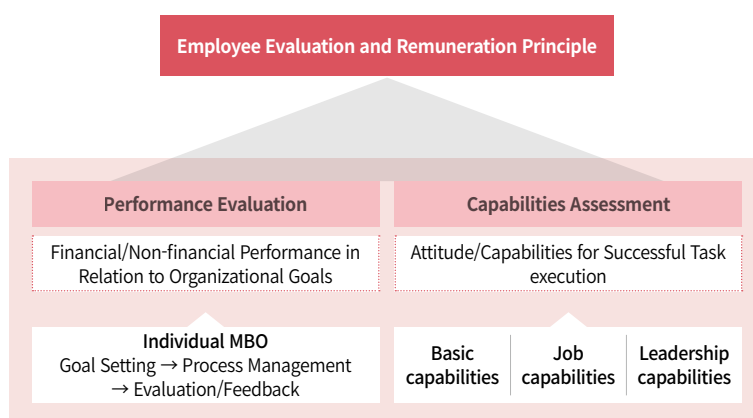 Employee Evaluation and Remuneration Principle
Performance Evaluation
Financial/Non-financial Performance in
Relation to Organizational Goals
Individual MBO
Goal Setting → Process Management
→ Evaluation/Feedback
Capabilities Assessment
Attitude/Capabilities for Successful Task
execution
Basic
capabilities
Job
capabilities
Leadership
capabilities